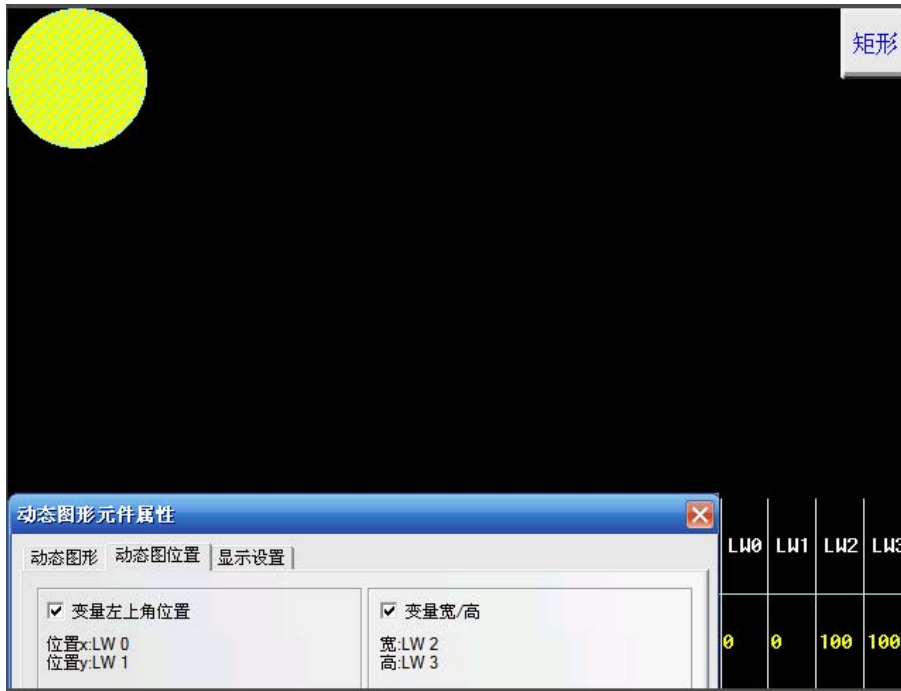 矩形
动态图形元件属性
动态图形 动态图位置 显示设置
变量左上角位置 变量宽/高
位置x:LW 0 宽:LW 2
位置y:LW 1 高:LW 3
LW0 LW1 LW2 LW3
0 0 100 100